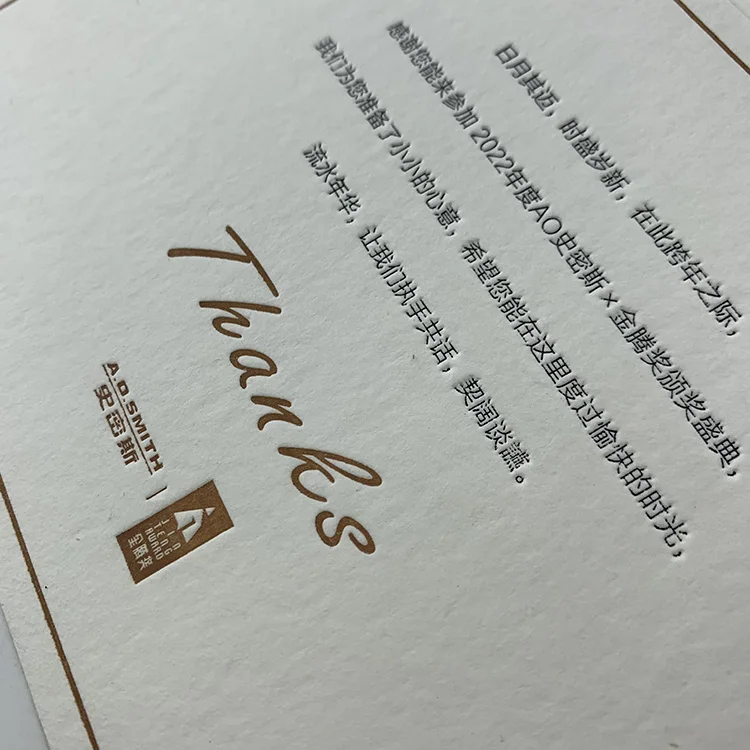 日月其迈，时盛岁新，在此跨年之际，
感谢您能来参加 2022年度AO史密斯 × 金腾奖颁奖盛典，
我们为您准备了小小的心意，希望您能在这里度过愉快的时光，
流水年华，让我们执手共话，契阔谈讌。
Thanks
A.O.SMITH
史密斯
JIN
TENG
AWARD
金腾奖